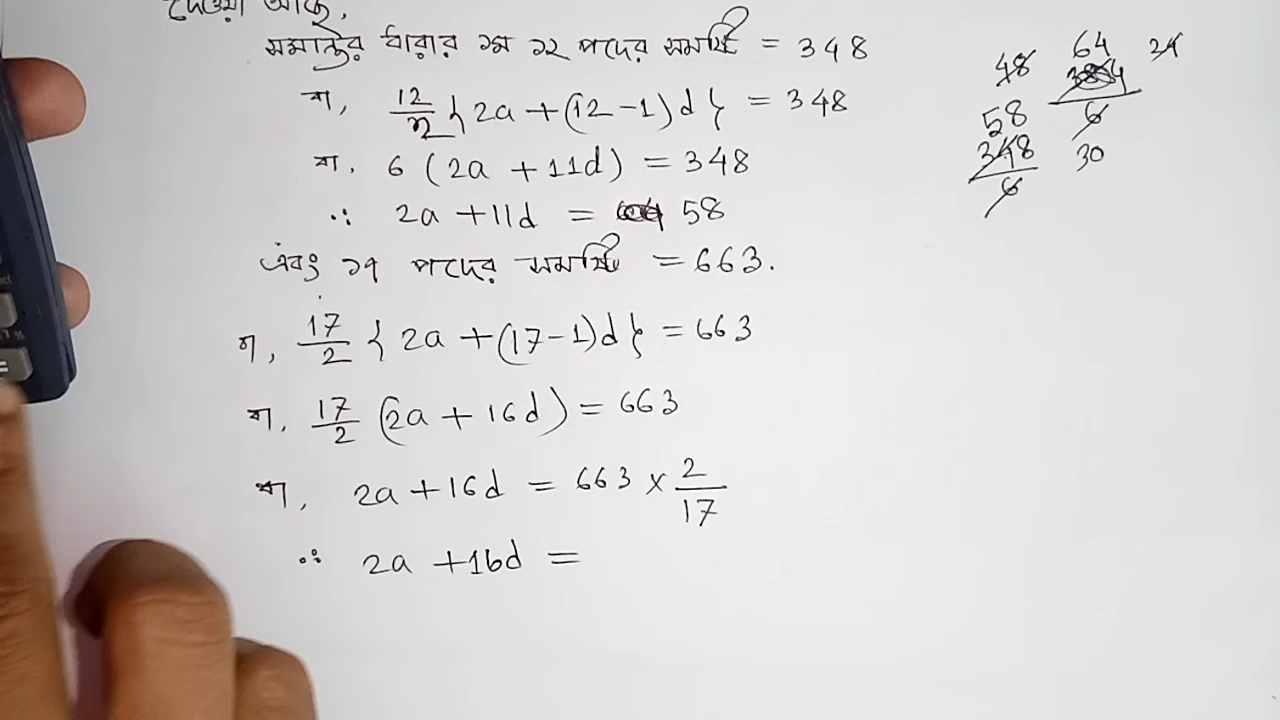 দেওয়া আছে,
সমান্তর ধারার ১ম ১২ পদের সমষ্টি = 348
বা, 12/2 { 2a + (12 - 1) d } = 348
বা, 6 ( 2a + 11d ) = 348
∴ 2a + 11d = 58
এবং ১৭ পদের সমষ্টি = 663.
বা, 17/2 { 2a + (17 - 1) d } = 663
বা, 17/2 (2a + 16d) = 663
বা, 2a + 16d = 663 × 2/17
∴ 2a + 16d =
48
58
348
6
64
6
30